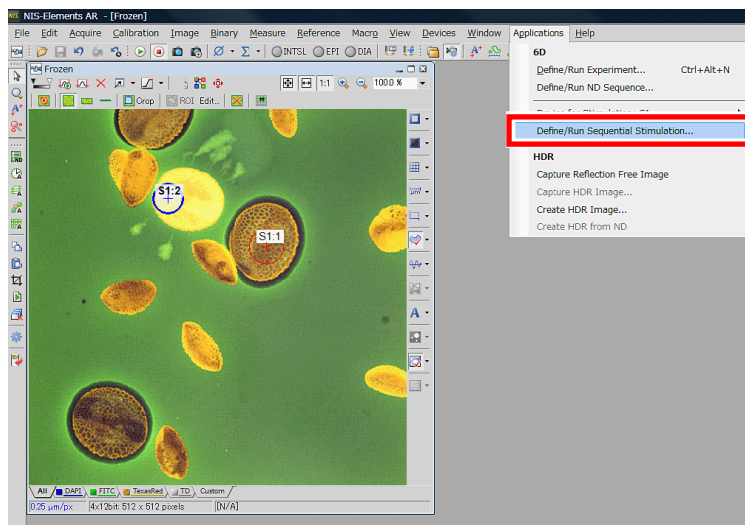 NIS-Elements AR - [Frozen]
File Edit Acquire Calibration Image Binary Measure Reference Macro View Devices Window Applications Help
INTSL EPI DIA
6D
Define/Run Experiment... Ctrl+Alt+N
Define/Run ND Sequence...
Define/Run Sequential Stimulation...
HDR
Capture Reflection Free Image
Capture HDR Image...
Create HDR Image...
Create HDR from ND
Frozen
1:1 100.0 %
Crop ROI Edit...
S1:2
S1:1
All DAPI FITC TexasRed TD Custom
0.25 µm/px 4x12bit: 512 x 512 pixels [N/A]